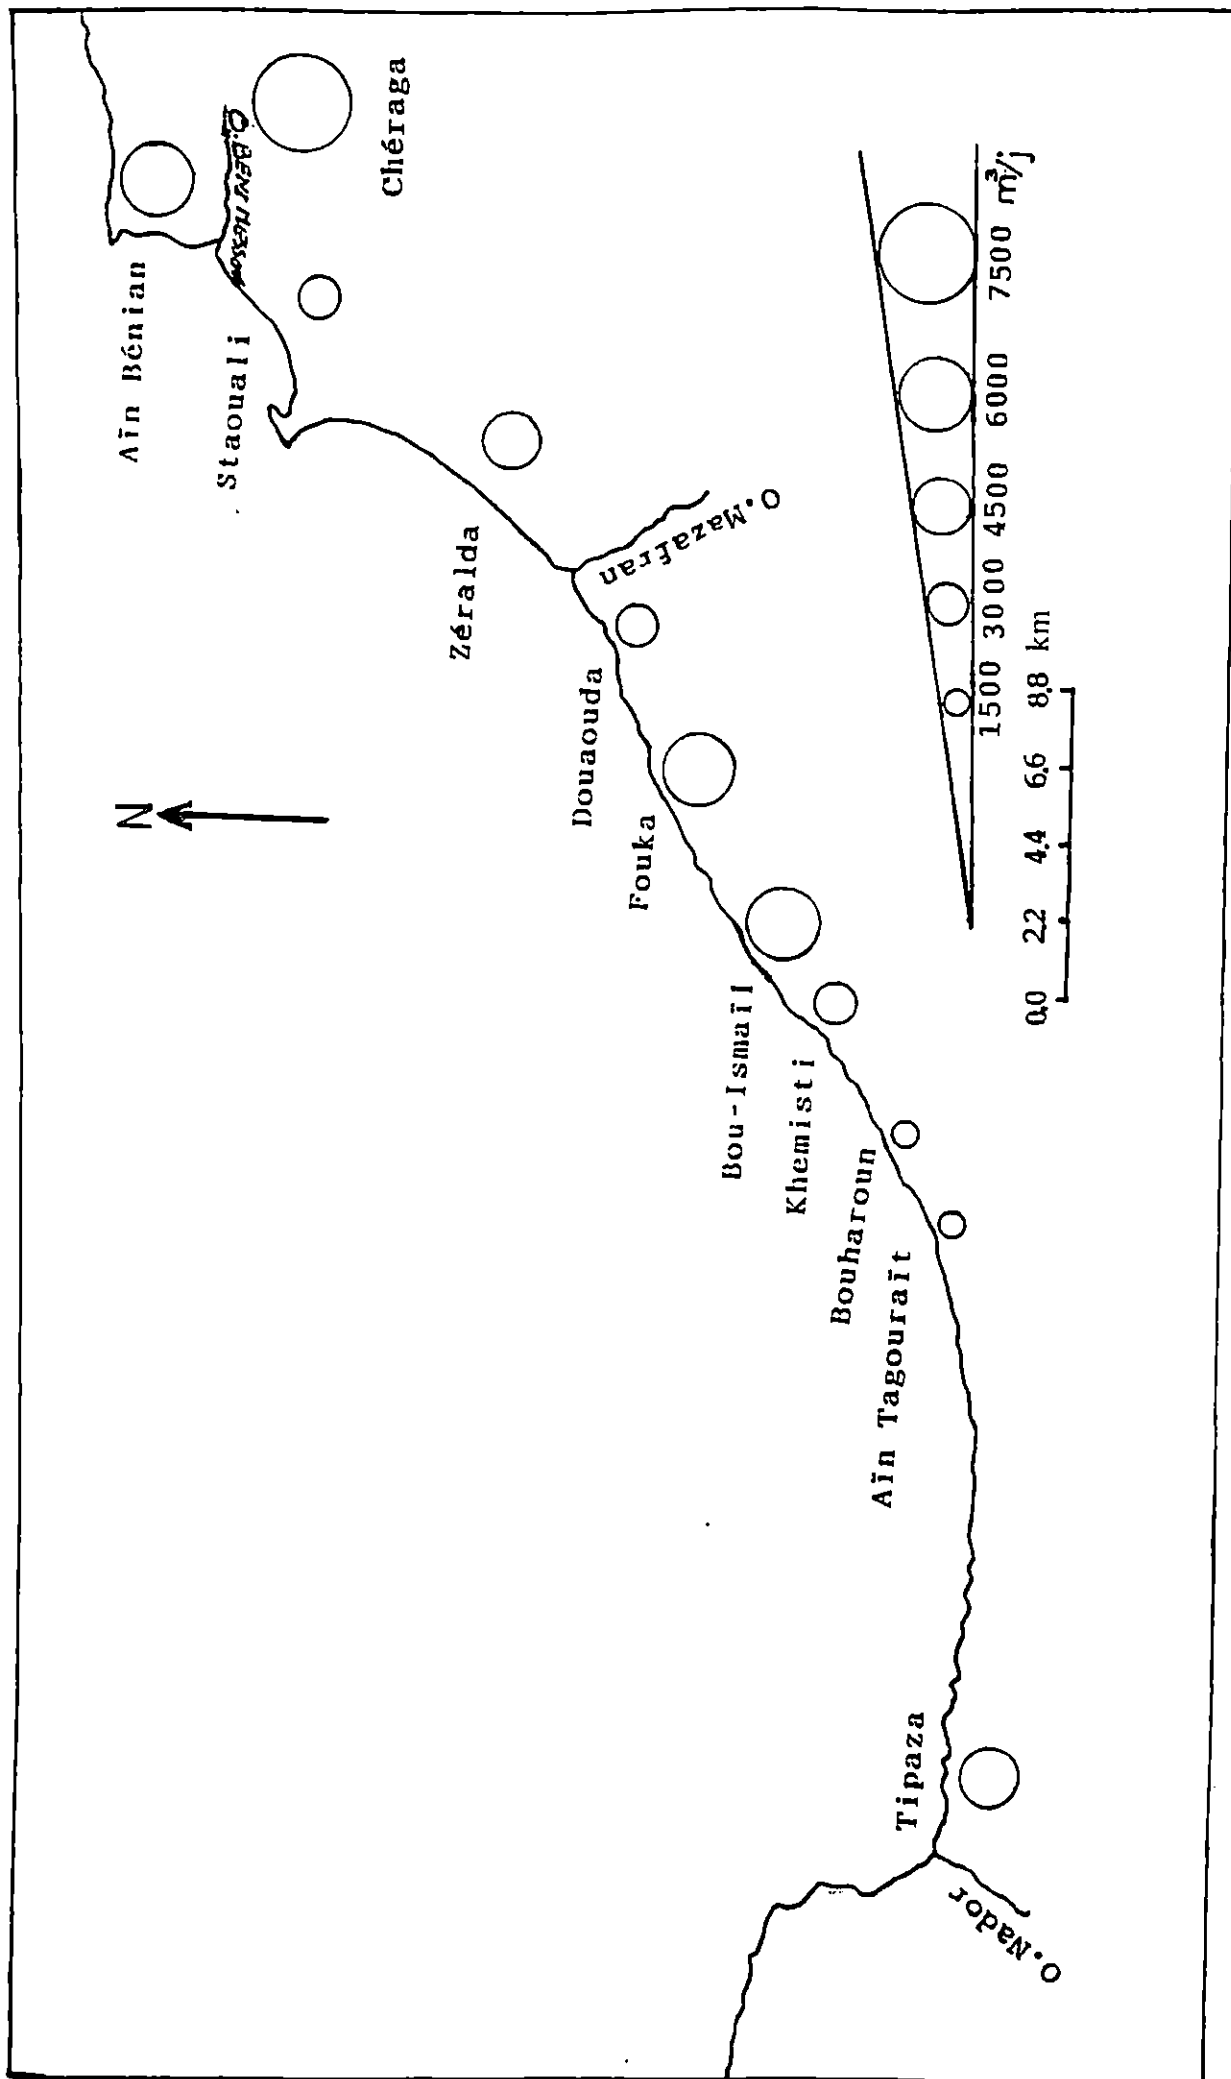 N
Aïn Bénian
Staouali
Chéraga
Zéralda
O.Mazafran
Douaouda
Fouka
Bou-Ismaïl
Khemisti
Bouharoun
Aïn Tagouraït
Tipaza
O.Nador
1500 3000 4500 6000 7500 m³/j
0,0 2,2 4,4 6,6 8,8 km
O. BENI